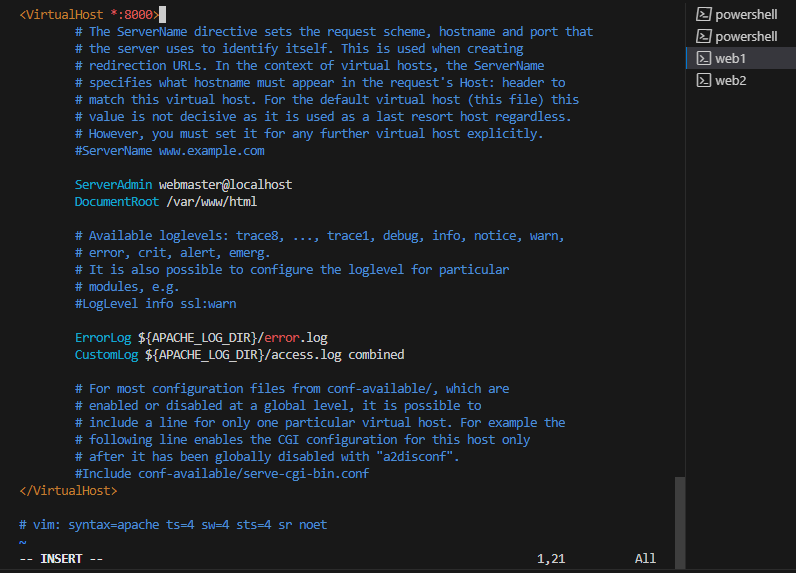 <VirtualHost *:8000>
# The ServerName directive sets the request scheme, hostname and port that
# the server uses to identify itself. This is used when creating
# redirection URLs. In the context of virtual hosts, the ServerName
# specifies what hostname must appear in the request's Host: header to
# match this virtual host. For the default virtual host (this file) this
# value is not decisive as it is used as a last resort host regardless.
# However, you must set it for any further virtual host explicitly.
#ServerName www.example.com

ServerAdmin webmaster@localhost
DocumentRoot /var/www/html

# Available loglevels: trace8, ..., trace1, debug, info, notice, warn,
# error, crit, alert, emerg.
# It is also possible to configure the loglevel for particular
# modules, e.g.
#LogLevel info ssl:warn

ErrorLog ${APACHE_LOG_DIR}/error.log
CustomLog ${APACHE_LOG_DIR}/access.log combined

# For most configuration files from conf-available/, which are
# enabled or disabled at a global level, it is possible to
# include a line for only one particular virtual host. For example the
# following line enables the CGI configuration for this host only
# after it has been globally disabled with "a2disconf".
#Include conf-available/serve-cgi-bin.conf
</VirtualHost>

# vim: syntax=apache ts=4 sw=4 sts=4 sr noet
~
-- INSERT -- 1,21 All
powershell
powershell
web1
web2